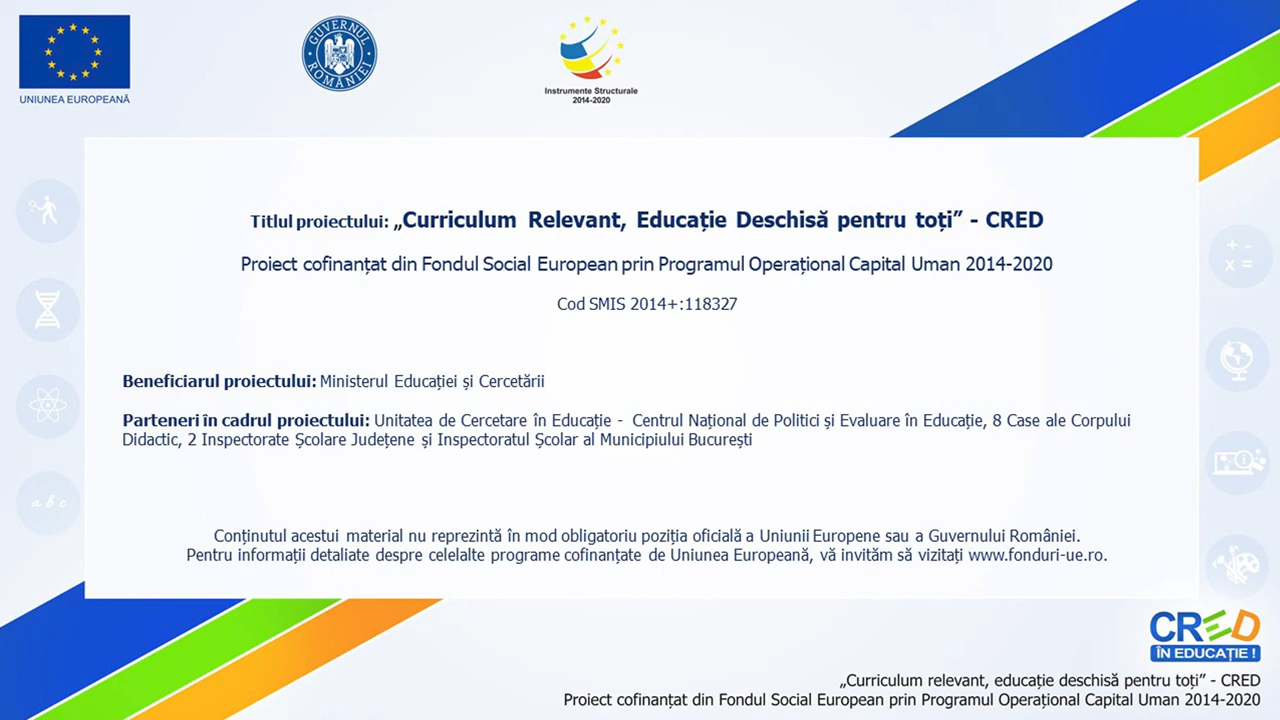 UNIUNEA EUROPEANĂ
GUVERNUL ROMÂNIEI
Instrumente Structurale
2014-2020
Titlul proiectului: „Curriculum Relevant, Educație Deschisă pentru toți” - CRED
Proiect cofinanțat din Fondul Social European prin Programul Operațional Capital Uman 2014-2020
Cod SMIS 2014+:118327
Beneficiarul proiectului: Ministerul Educației și Cercetării
Parteneri în cadrul proiectului: Unitatea de Cercetare în Educație - Centrul Național de Politici și Evaluare în Educație, 8 Case ale Corpului
Didactic, 2 Inspectorate Școlare Județene și Inspectoratul Școlar al Municipiului București
a b c
+ -
x =
Conținutul acestui material nu reprezintă în mod obligatoriu poziția oficială a Uniunii Europene sau a Guvernului României.
Pentru informații detaliate despre celelalte programe cofinanțate de Uniunea Europeană, vă invităm să vizitați www.fonduri-ue.ro.
CRED
ÎN EDUCAȚIE !
„Curriculum relevant, educație deschisă pentru toți” - CRED
Proiect cofinanțat din Fondul Social European prin Programul Operațional Capital Uman 2014-2020